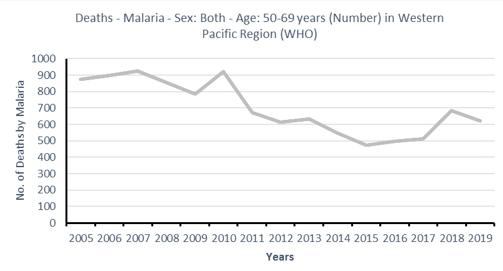 Deaths - Malaria - Sex: Both - Age: 50-69 years (Number) in Western
Pacific Region (WHO)
1000
900
800
700
600
500
400
300
200
100
0
No. of Deaths by Malaria
2005 2006 2007 2008 2009 2010 2011 2012 2013 2014 2015 2016 2017 2018 2019
Years